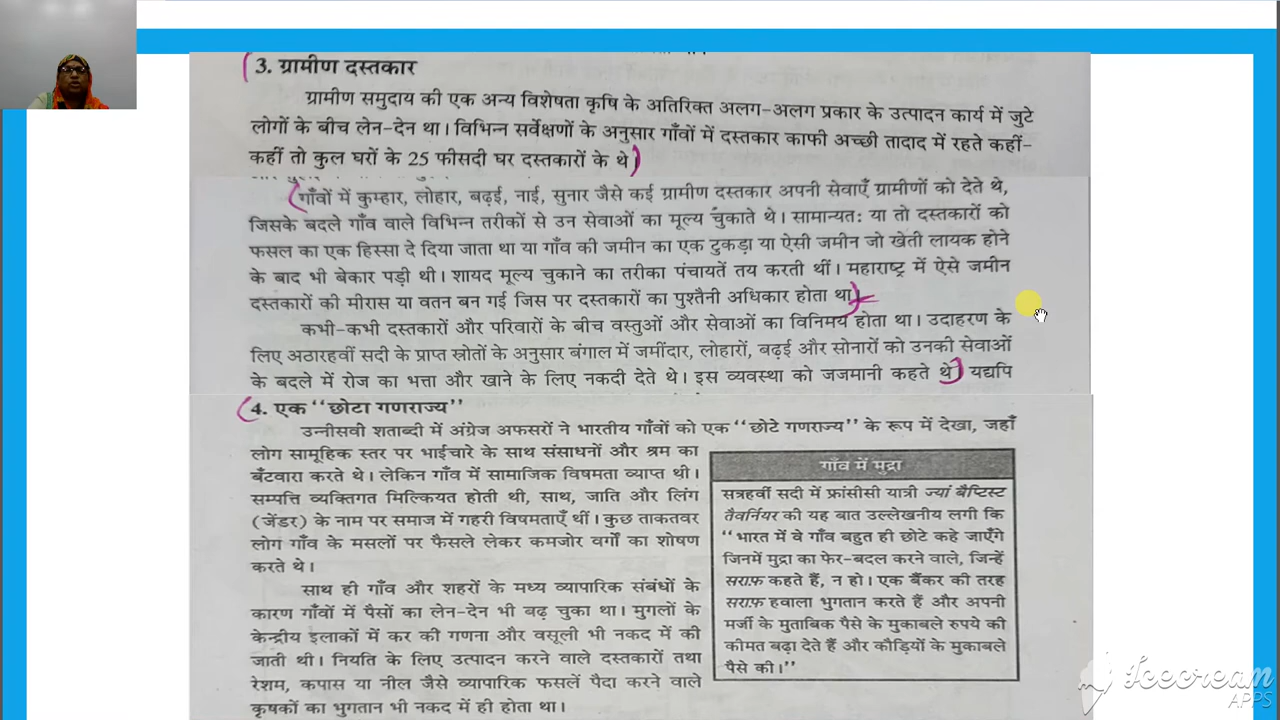 3. ग्रामीण दस्तकार
ग्रामीण समुदाय की एक अन्य विशेषता कृषि के अतिरिक्त अलग-अलग प्रकार के उत्पादन कार्य में जुटे
लोगों के बीच लेन-देन था। विभिन्न सर्वेक्षणों के अनुसार गाँवों में दस्तकार काफी अच्छी तादाद में रहते कहीं-
कहीं तो कुल घरों के 25 फीसदी घर दस्तकारों के थे।
गाँवों में कुम्हार, लोहार, बढ़ई, नाई, सुनार जैसे कई ग्रामीण दस्तकार अपनी सेवाएँ ग्रामीणों को देते थे,
जिसके बदले गाँव वाले विभिन्न तरीकों से उन सेवाओं का मूल्य चुकाते थे। सामान्यतः या तो दस्तकारों को
फसल का एक हिस्सा दे दिया जाता था या गाँव की जमीन का एक टुकड़ा या ऐसी जमीन जो खेती लायक होने
के बाद भी बेकार पड़ी थी। शायद मूल्य चुकाने का तरीका पंचायतें तय करती थीं। महाराष्ट्र में ऐसे जमीन
दस्तकारों की मीरास या वतन बन गई जिस पर दस्तकारों का पुश्तैनी अधिकार होता था।
कभी-कभी दस्तकारों और परिवारों के बीच वस्तुओं और सेवाओं का विनिमय होता था। उदाहरण के
लिए अठारहवीं सदी के प्राप्त स्रोतों के अनुसार बंगाल में जमींदार, लोहारों, बढ़ई और सोनारों को उनकी सेवाओं
के बदले में रोज का भत्ता और खाने के लिए नकदी देते थे। इस व्यवस्था को जजमानी कहते थे। यद्यपि
4. एक “छोटा गणराज्य”
उन्नीसवी शताब्दी में अंग्रेज अफसरों ने भारतीय गाँवों को एक “छोटे गणराज्य” के रूप में देखा, जहाँ
लोग सामूहिक स्तर पर भाईचारे के साथ संसाधनों और श्रम का
बँटवारा करते थे। लेकिन गाँव में सामाजिक विषमता व्याप्त थी।
सम्पत्ति व्यक्तिगत मिल्कियत होती थी, साथ, जाति और लिंग
(जेंडर) के नाम पर समाज में गहरी विषमताएँ थीं। कुछ ताकतवर
लोग गाँव के मसलों पर फैसले लेकर कमजोर वर्गों का शोषण
करते थे।
साथ ही गाँव और शहरों के मध्य व्यापारिक संबंधों के
कारण गाँवों में पैसों का लेन-देन भी बढ़ चुका था। मुगलों के
केन्द्रीय इलाकों में कर की गणना और वसूली भी नकद में की
जाती थी। नियति के लिए उत्पादन करने वाले दस्तकारों तथा
रेशम, कपास या नील जैसे व्यापारिक फसलें पैदा करने वाले
कृषकों का भुगतान भी नकद में ही होता था।
गाँव में मुद्रा
सत्रहवीं सदी में फ्रांसीसी यात्री ज्यां बैप्टिस्ट
तैवर्नियर को यह बात उल्लेखनीय लगी कि
“भारत में वे गाँव बहुत ही छोटे कहे जाएँगे
जिनमें मुद्रा का फेर-बदल करने वाले, जिन्हें
सराफ़ कहते हैं, न हो। एक बैंकर की तरह
सराफ़ हवाला भुगतान करते हैं और अपनी
मर्जी के मुताबिक पैसे के मुकाबले रुपये की
कीमत बढ़ा देते हैं और कौड़ियों के मुकाबले
पैसे की।”
Icecream
APPS